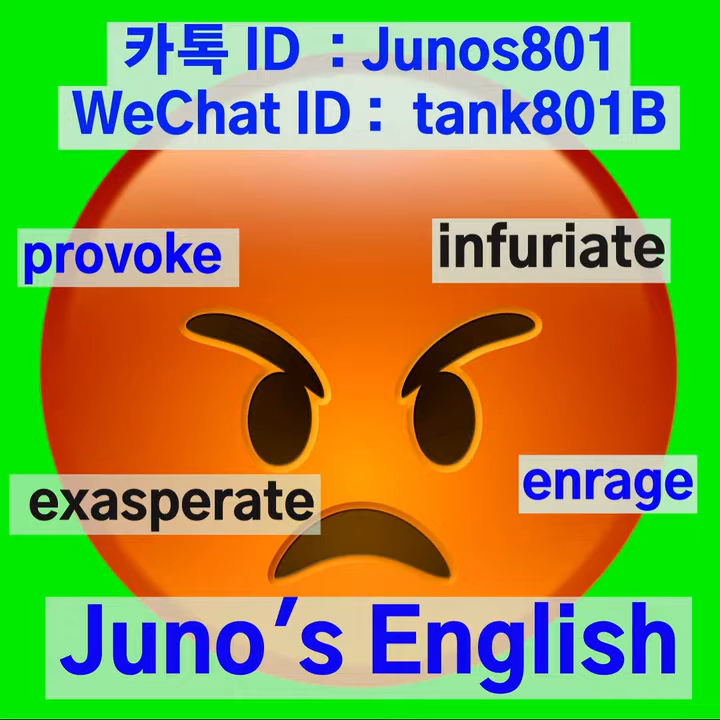 카톡 ID : Junos801
WeChat ID : tank801B
provoke
infuriate
exasperate
enrage
Juno's English